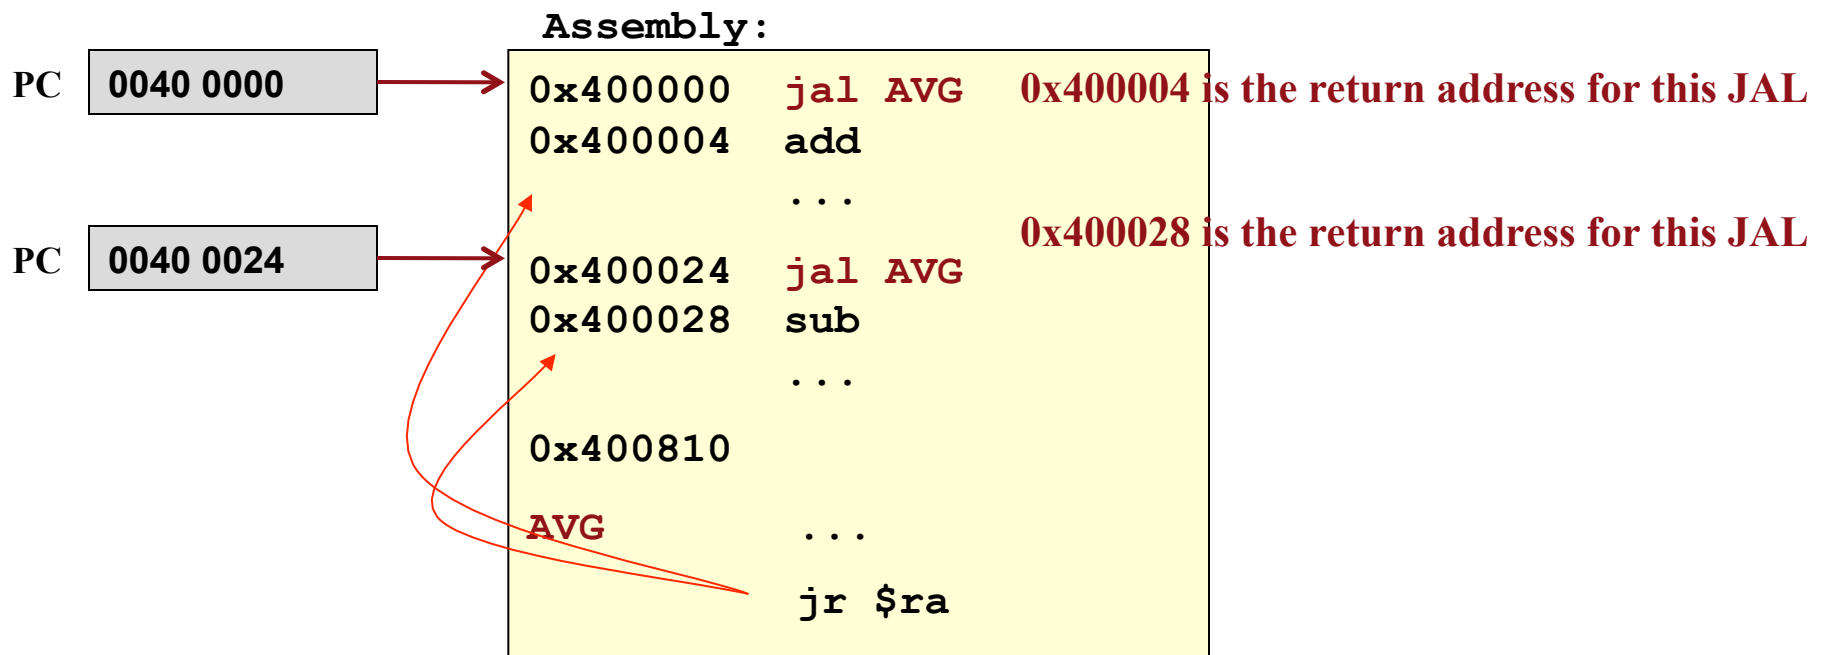 Assembly:
PC 0040 0000 0x400000 jal AVG 0x400004 is the return address for this JAL
0x400004 add
...
0x400028 is the return address for this JAL
PC 0040 0024 0x400024 jal AVG
0x400028 sub
...
0x400810
AVG ...
jr $ra